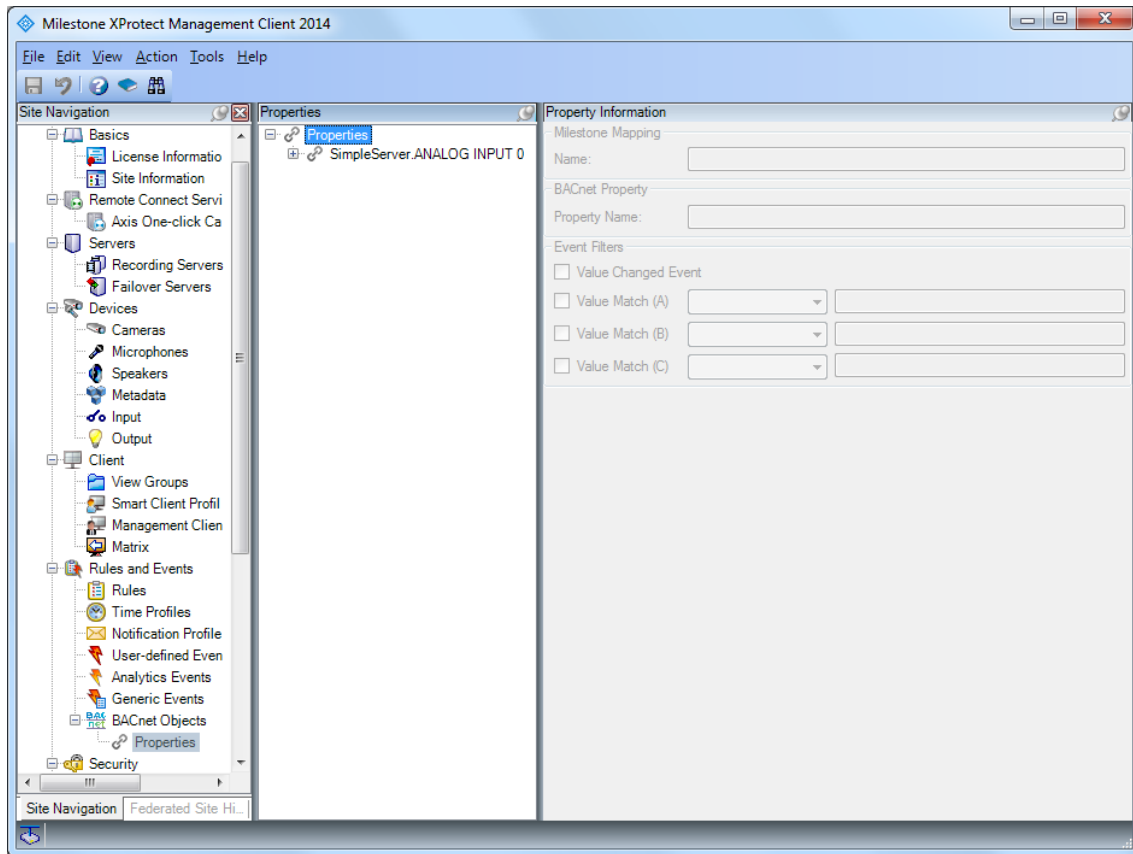 Milestone XProtect Management Client 2014
File Edit View Action Tools Help
Site Navigation
Basics
License Informatio
Site Information
Remote Connect Servi
Axis One-click Ca
Servers
Recording Servers
Failover Servers
Devices
Cameras
Microphones
Speakers
Metadata
Input
Output
Client
View Groups
Smart Client Profil
Management Clien
Matrix
Rules and Events
Rules
Time Profiles
Notification Profile
User-defined Even
Analytics Events
Generic Events
BACnet Objects
Properties
Security
Site Navigation Federated Site Hi...
Properties
Properties
SimpleServer.ANALOG INPUT 0
Property Information
Milestone Mapping
Name:
BACnet Property
Property Name:
Event Filters
Value Changed Event
Value Match (A)
Value Match (B)
Value Match (C)